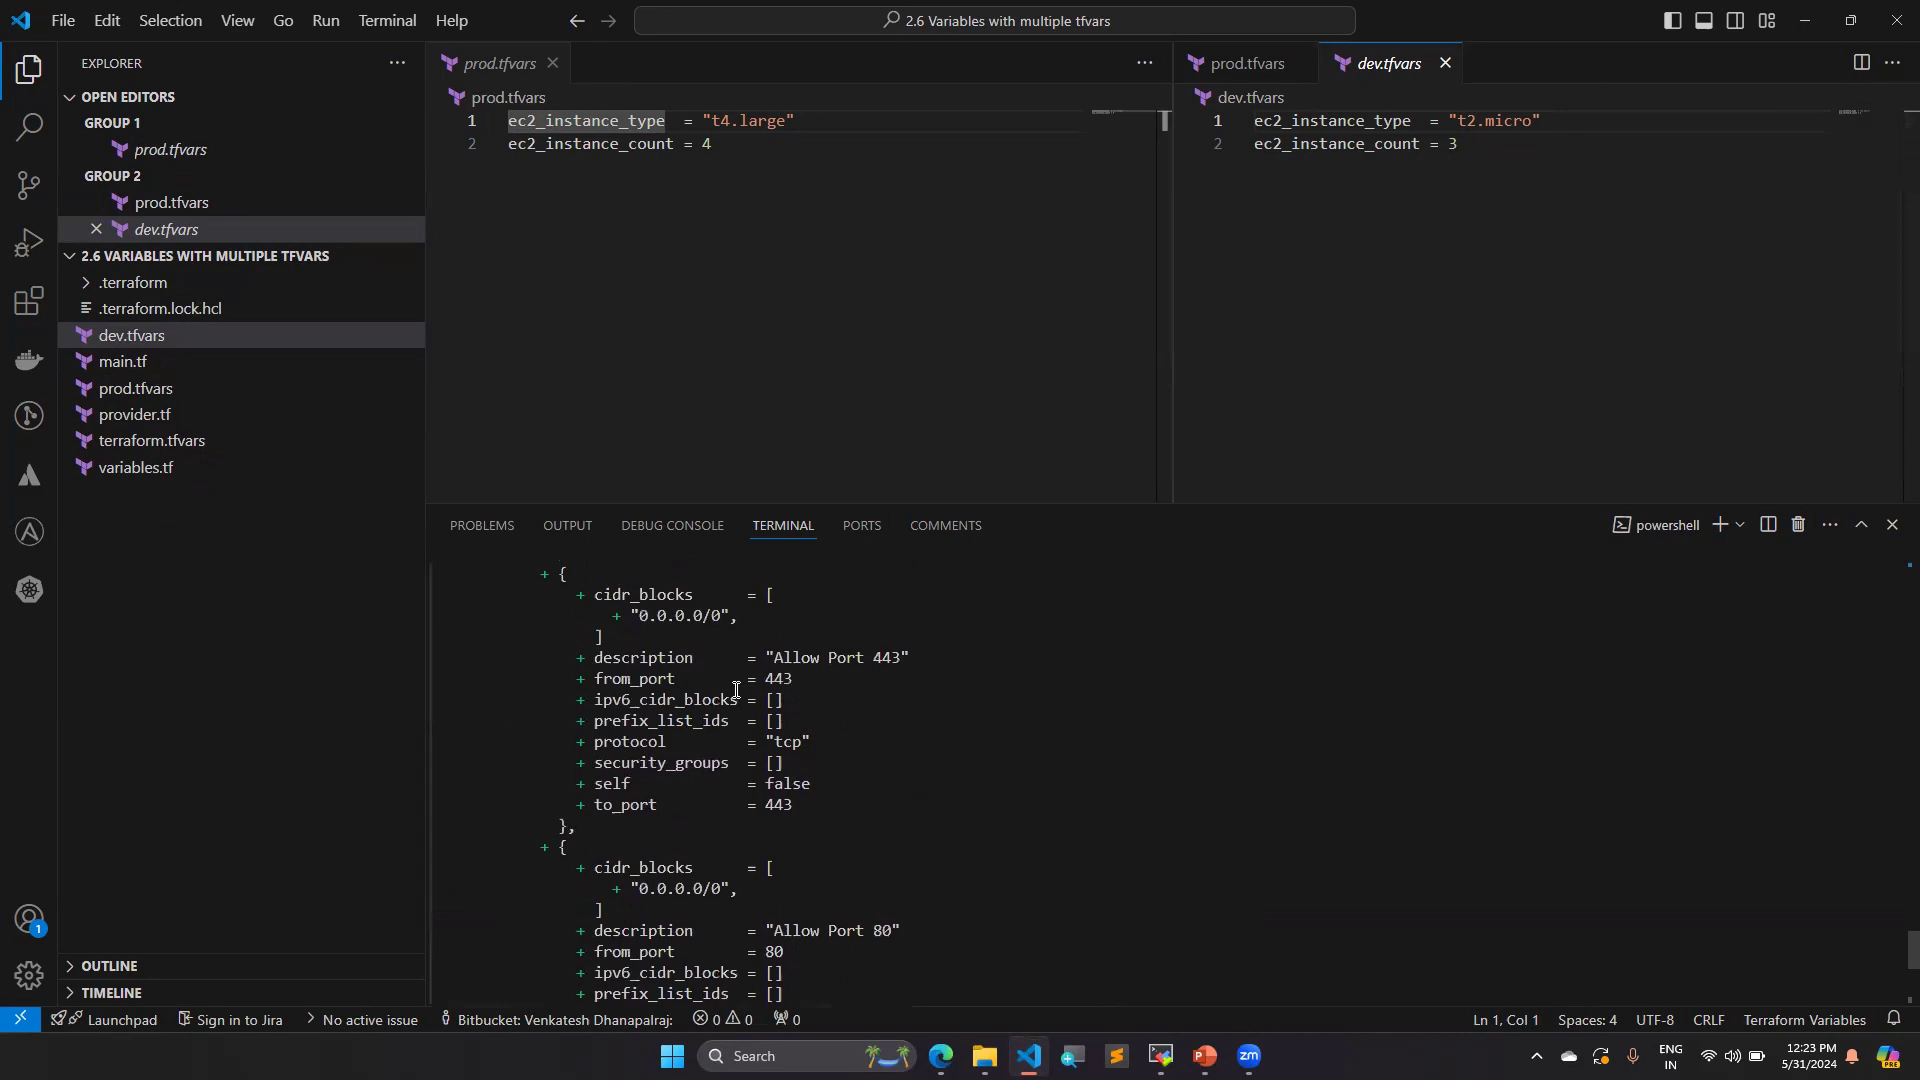 File Edit Selection View Go Run Terminal Help
2.6 Variables with multiple tfvars
EXPLORER
OPEN EDITORS
GROUP 1
prod.tfvars
GROUP 2
prod.tfvars
dev.tfvars
2.6 VARIABLES WITH MULTIPLE TFVARS
.terraform
.terraform.lock.hcl
dev.tfvars
main.tf
prod.tfvars
provider.tf
terraform.tfvars
variables.tf
OUTLINE
TIMELINE
prod.tfvars
prod.tfvars
1 ec2_instance_type = "t4.large"
2 ec2_instance_count = 4
prod.tfvars dev.tfvars
dev.tfvars
1 ec2_instance_type = "t2.micro"
2 ec2_instance_count = 3
PROBLEMS OUTPUT DEBUG CONSOLE TERMINAL PORTS COMMENTS
powershell
+ {
+ cidr_blocks = [
+ "0.0.0.0/0",
]
+ description = "Allow Port 443"
+ from_port = 443
+ ipv6_cidr_blocks = []
+ prefix_list_ids = []
+ protocol = "tcp"
+ security_groups = []
+ self = false
+ to_port = 443
},
+ {
+ cidr_blocks = [
+ "0.0.0.0/0",
]
+ description = "Allow Port 80"
+ from_port = 80
+ ipv6_cidr_blocks = []
+ prefix_list_ids = []
1
Launchpad Sign in to Jira No active issue Bitbucket: Venkatesh Dhanapalraj: 0 0 0
Ln 1, Col 1 Spaces: 4 UTF-8 CRLF Terraform Variables
Search
zm
ENG
IN
12:23 PM
5/31/2024
PRE